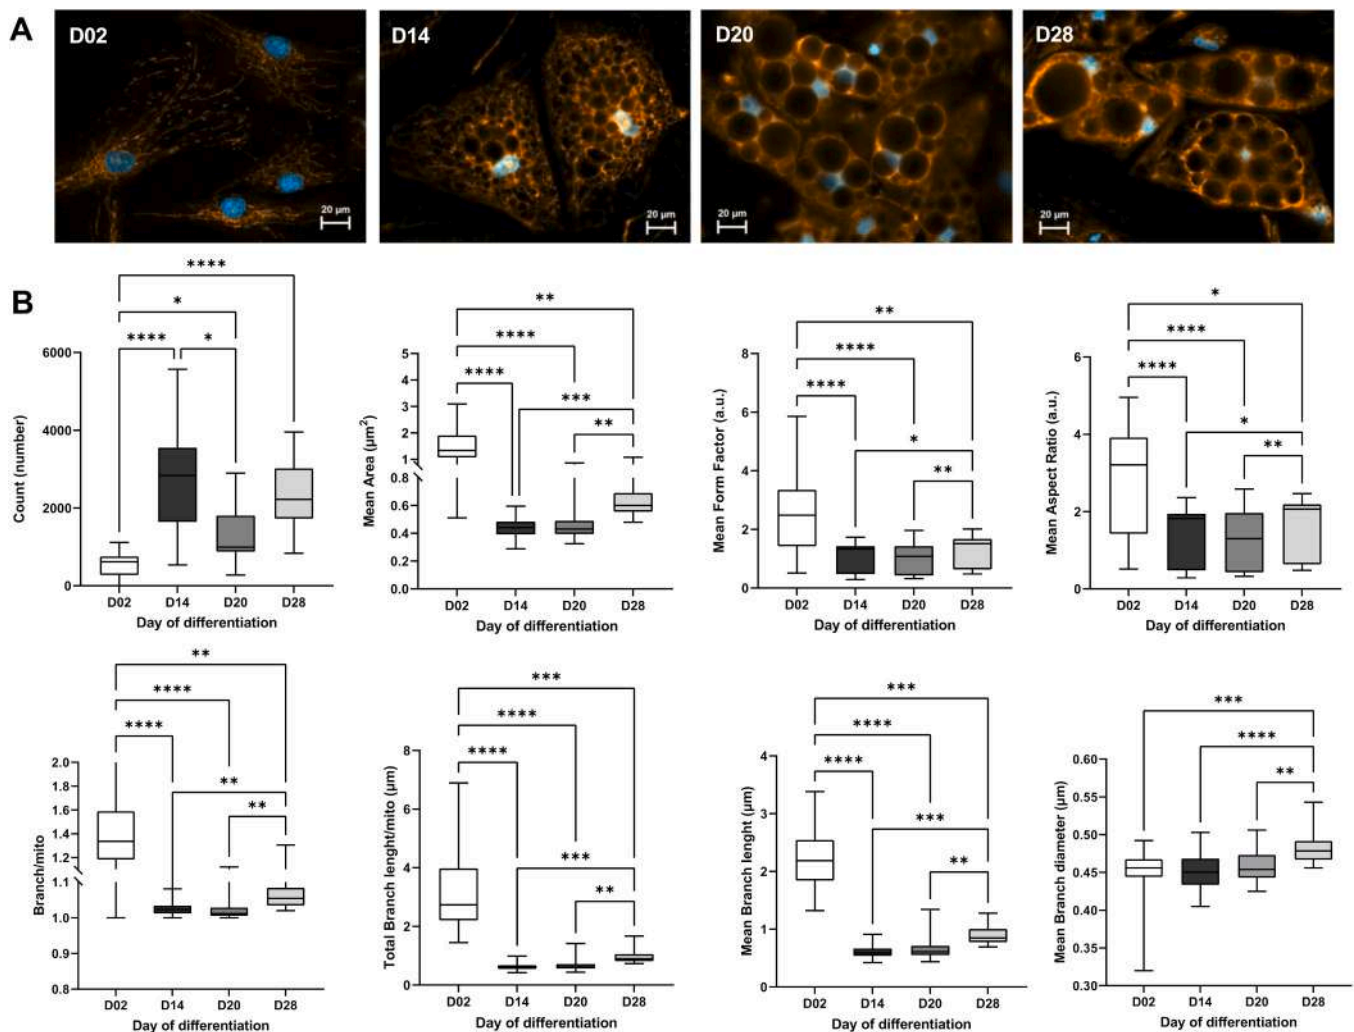 A
D02
D14
D20
D28
20 µm
20 µm
20 µm
20 µm
B
****
*
****
*
Count (number)
6000
4000
2000
0
D02 D14 D20 D28
Day of differentiation
**
****
****
***
**
Mean Area (µm²)
5
4
3
2
1
0.8
0.6
0.4
0.2
0.0
D02 D14 D20 D28
Day of differentiation
**
****
****
*
**
Mean Form Factor (a.u.)
8
6
4
2
0
D02 D14 D20 D28
Day of differentiation
*
****
****
*
**
Mean Aspect Ratio (a.u.)
6
4
2
0
D02 D14 D20 D28
Day of differentiation
**
****
****
**
**
Branch/mito
2.0
1.8
1.6
1.4
1.2
1.1
1.0
0.9
0.8
D02 D14 D20 D28
Day of differentiation
***
****
****
***
**
Total Branch lenght/mito (µm)
8
6
4
2
0
D02 D14 D20 D28
Day of differentiation
***
****
****
***
**
Mean Branch lenght (µm)
4
3
2
1
0
D02 D14 D20 D28
Day of differentiation
***
****
**
Mean Branch diameter (µm)
0.60
0.55
0.50
0.45
0.40
0.35
0.30
D02 D14 D20 D28
Day of differentiation